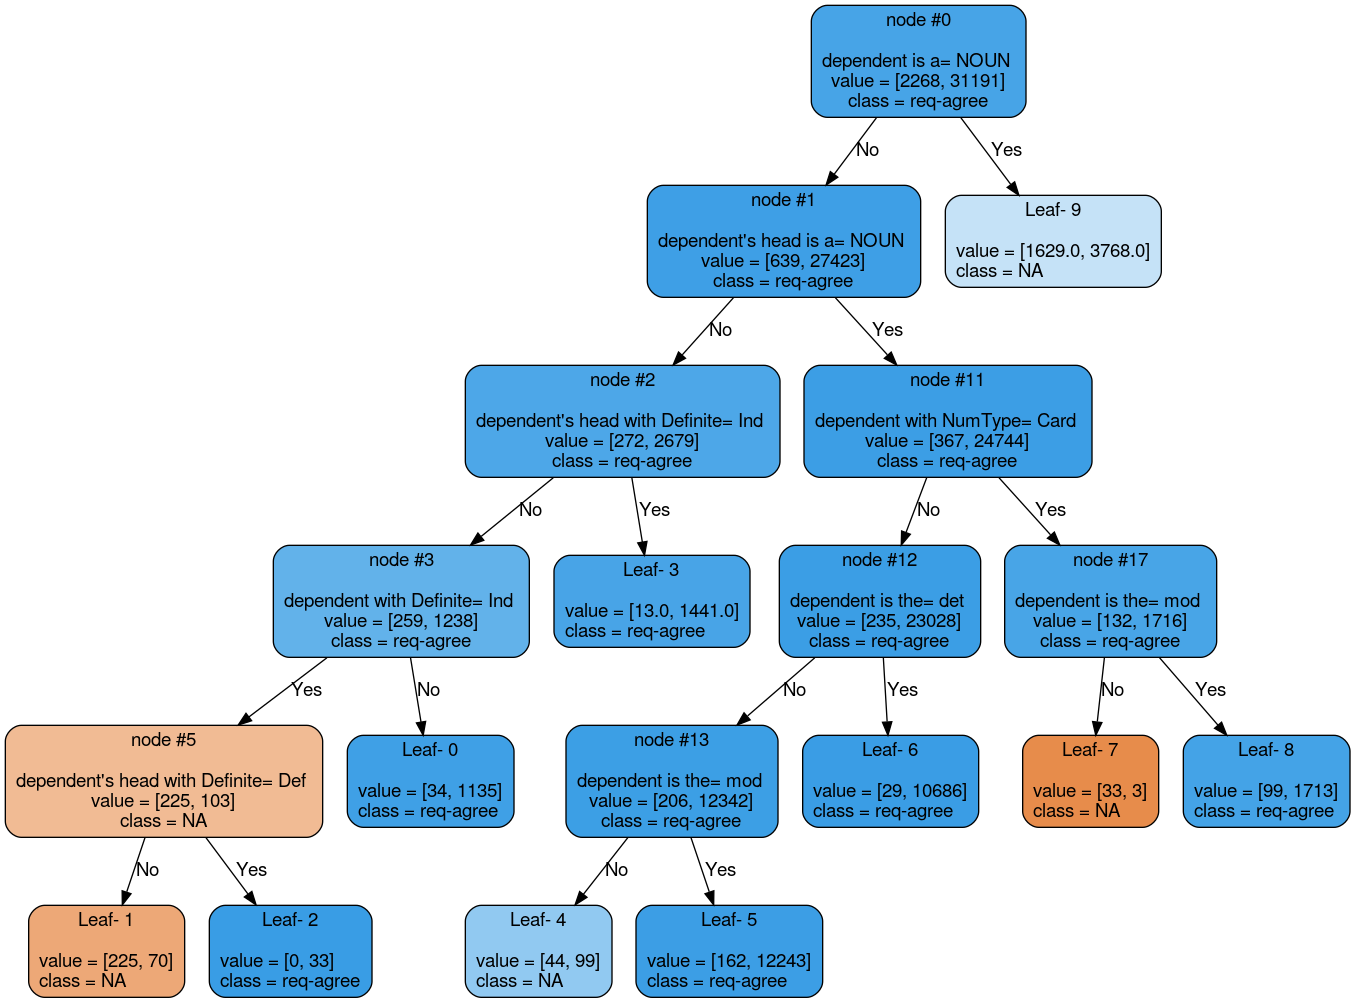 node #0
dependent is a= NOUN
value = [2268, 31191]
class = req-agree
No
Yes
node #1
dependent's head is a= NOUN
value = [639, 27423]
class = req-agree
Leaf- 9
value = [1629.0, 3768.0]
class = NA
No
Yes
node #2
dependent's head with Definite= Ind
value = [272, 2679]
class = req-agree
node #11
dependent with NumType= Card
value = [367, 24744]
class = req-agree
No
Yes
No
Yes
node #3
dependent with Definite= Ind
value = [259, 1238]
class = req-agree
Leaf- 3
value = [13.0, 1441.0]
class = req-agree
node #12
dependent is the= det
value = [235, 23028]
class = req-agree
node #17
dependent is the= mod
value = [132, 1716]
class = req-agree
Yes
No
No
Yes
No
Yes
node #5
dependent's head with Definite= Def
value = [225, 103]
class = NA
Leaf- 0
value = [34, 1135]
class = req-agree
node #13
dependent is the= mod
value = [206, 12342]
class = req-agree
Leaf- 6
value = [29, 10686]
class = req-agree
Leaf- 7
value = [33, 3]
class = NA
Leaf- 8
value = [99, 1713]
class = req-agree
No
Yes
No
Yes
Leaf- 1
value = [225, 70]
class = NA
Leaf- 2
value = [0, 33]
class = req-agree
Leaf- 4
value = [44, 99]
class = NA
Leaf- 5
value = [162, 12243]
class = req-agree